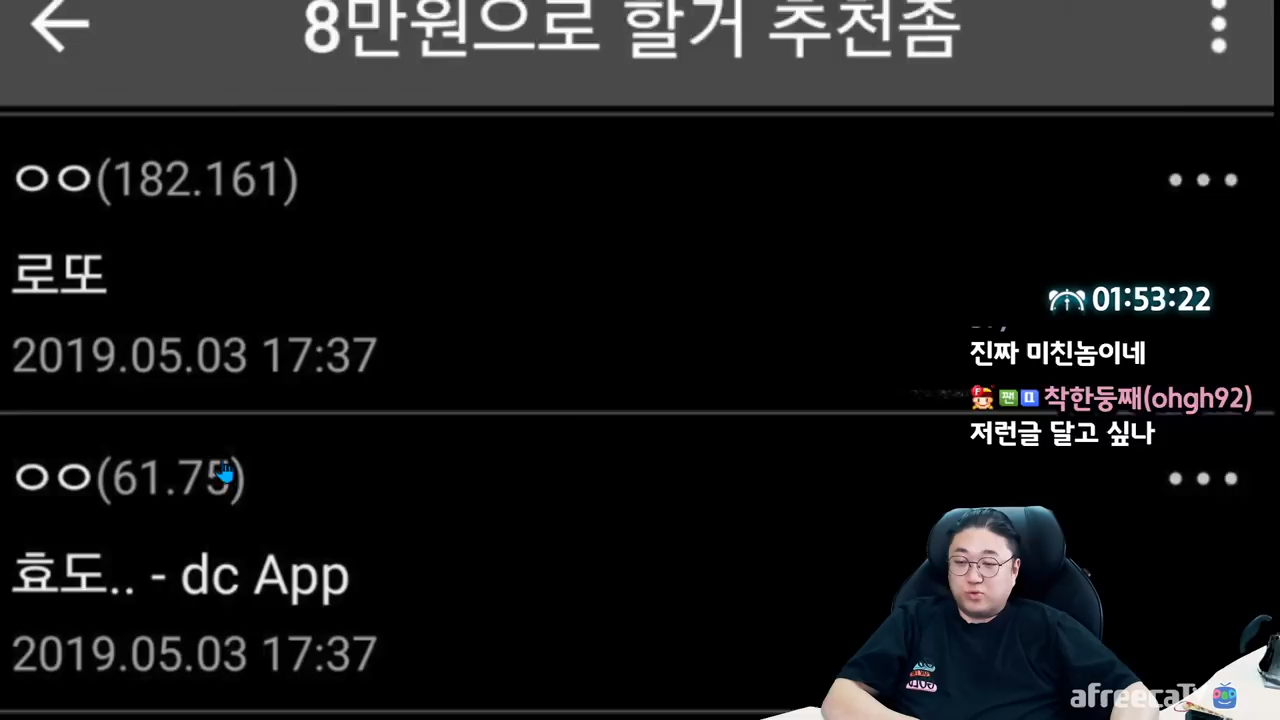 8만원으로 할거 추천좀
ㅇㅇ(182.161)
로또
2019.05.03 17:37
01:53:22
진짜 미친놈이네
착한둥째(ohgh92)
저런글 달고 싶나
ㅇㅇ(61.75)
효도.. - dc App
2019.05.03 17:37
afreecaTV